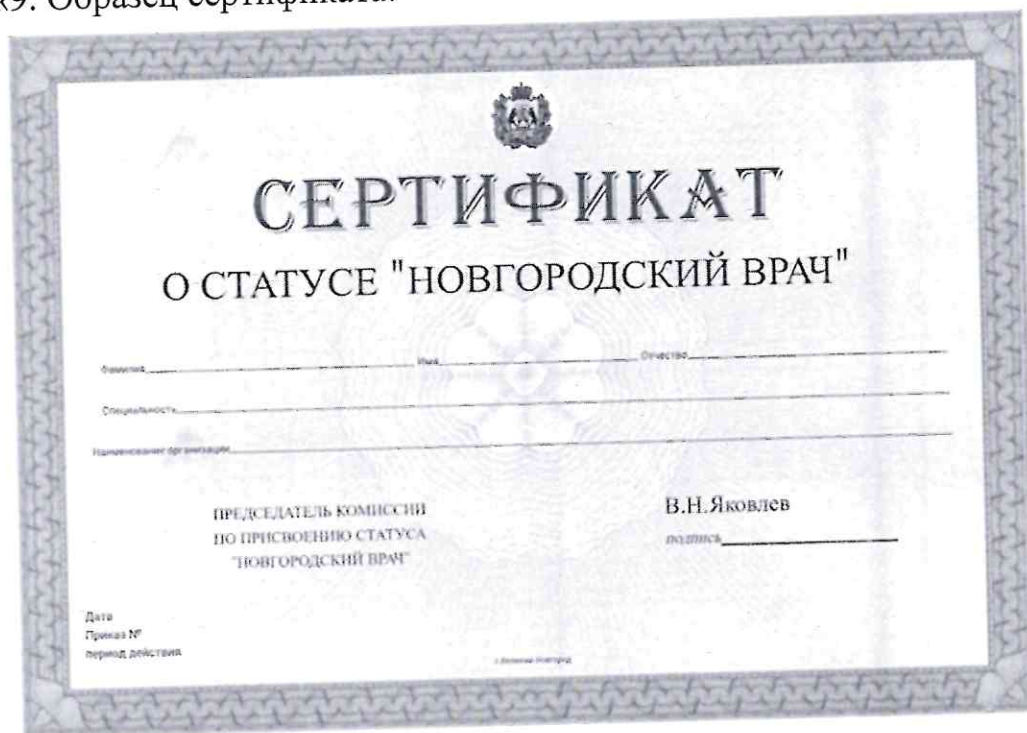 «9. Образец сертификата:
СЕРТИФИКАТ
О СТАТУСЕ "НОВГОРОДСКИЙ ВРАЧ"
Фамилия Имя Отчество
Специальность
Наименование организации
ПРЕДСЕДАТЕЛЬ КОМИССИИ
ПО ПРИСВОЕНИЮ СТАТУСА
"НОВГОРОДСКИЙ ВРАЧ"
В.Н.Яковлев
подпись
Дата
Приказ №
период действия
г.Великий Новгород